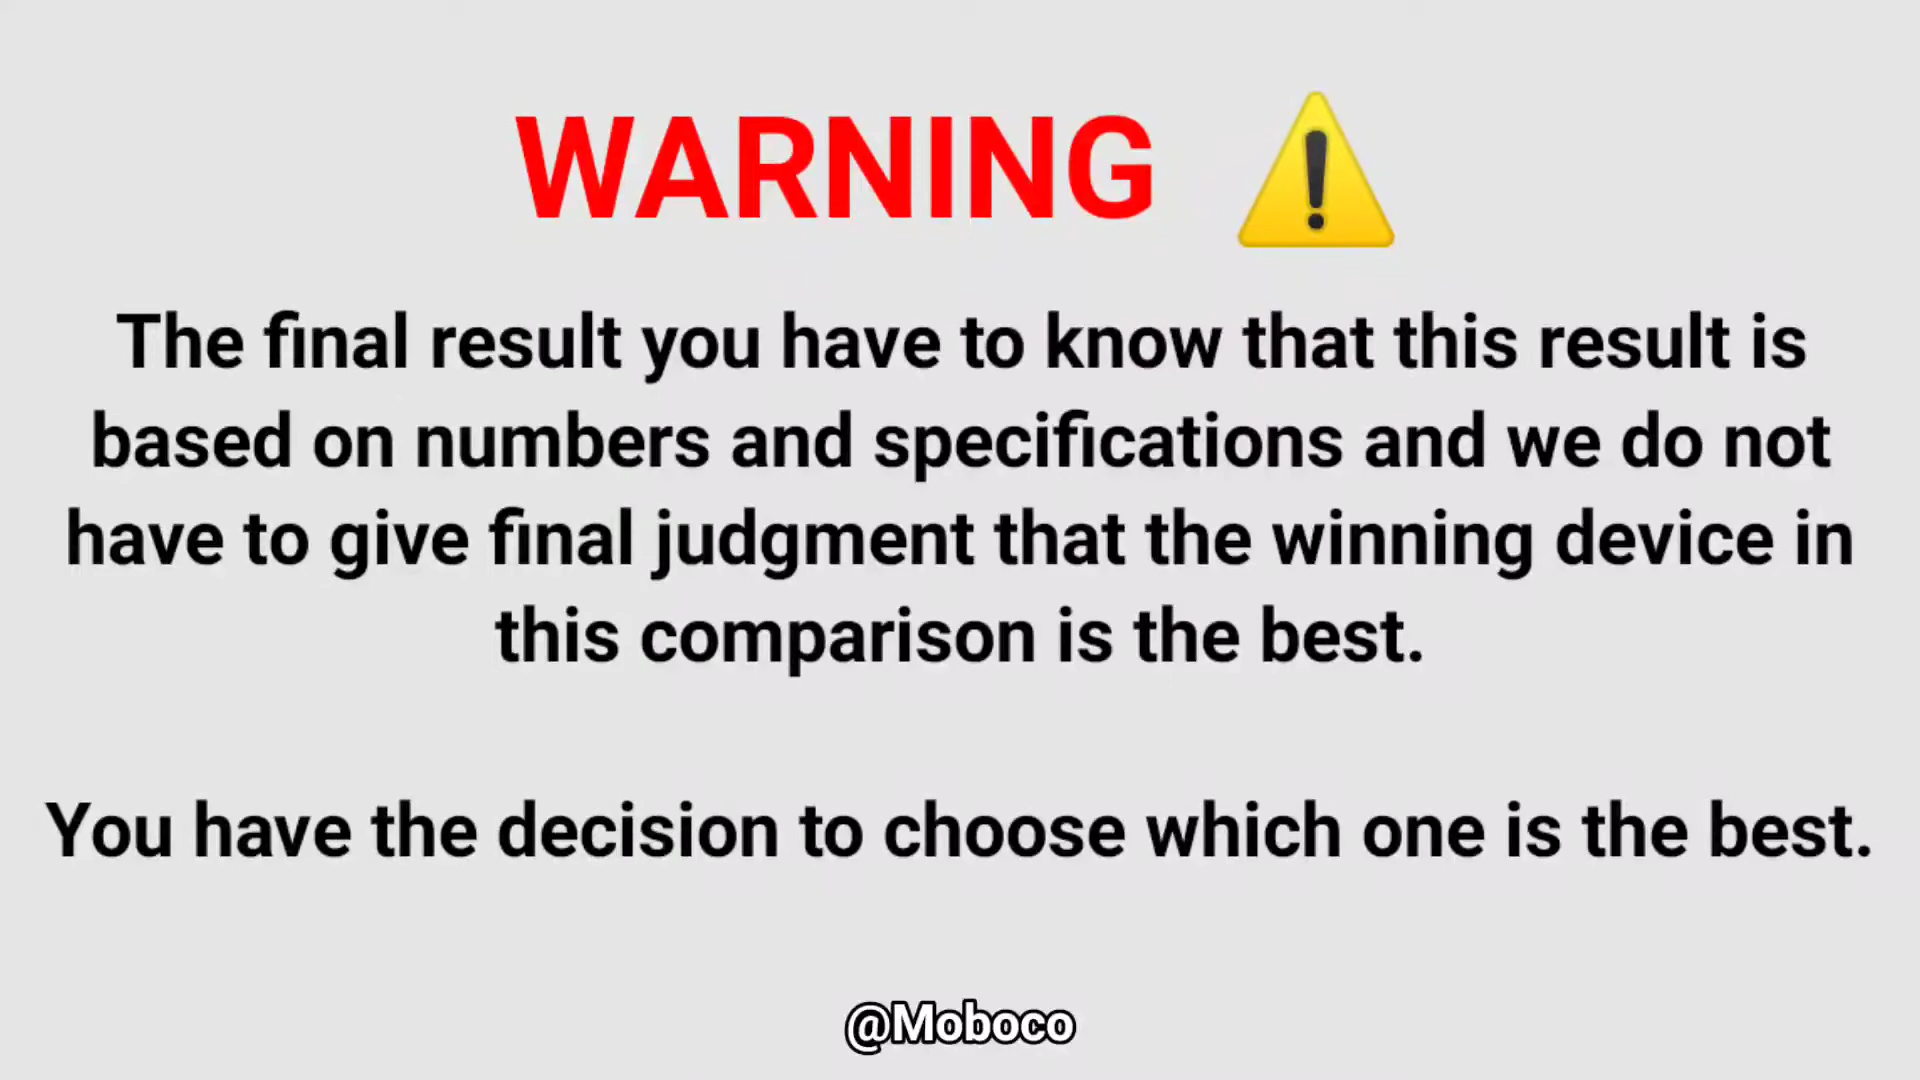 WARNING ⚠️
The final result you have to know that this result is
based on numbers and specifications and we do not
have to give final judgment that the winning device in
this comparison is the best.
You have the decision to choose which one is the best.
@Moboco